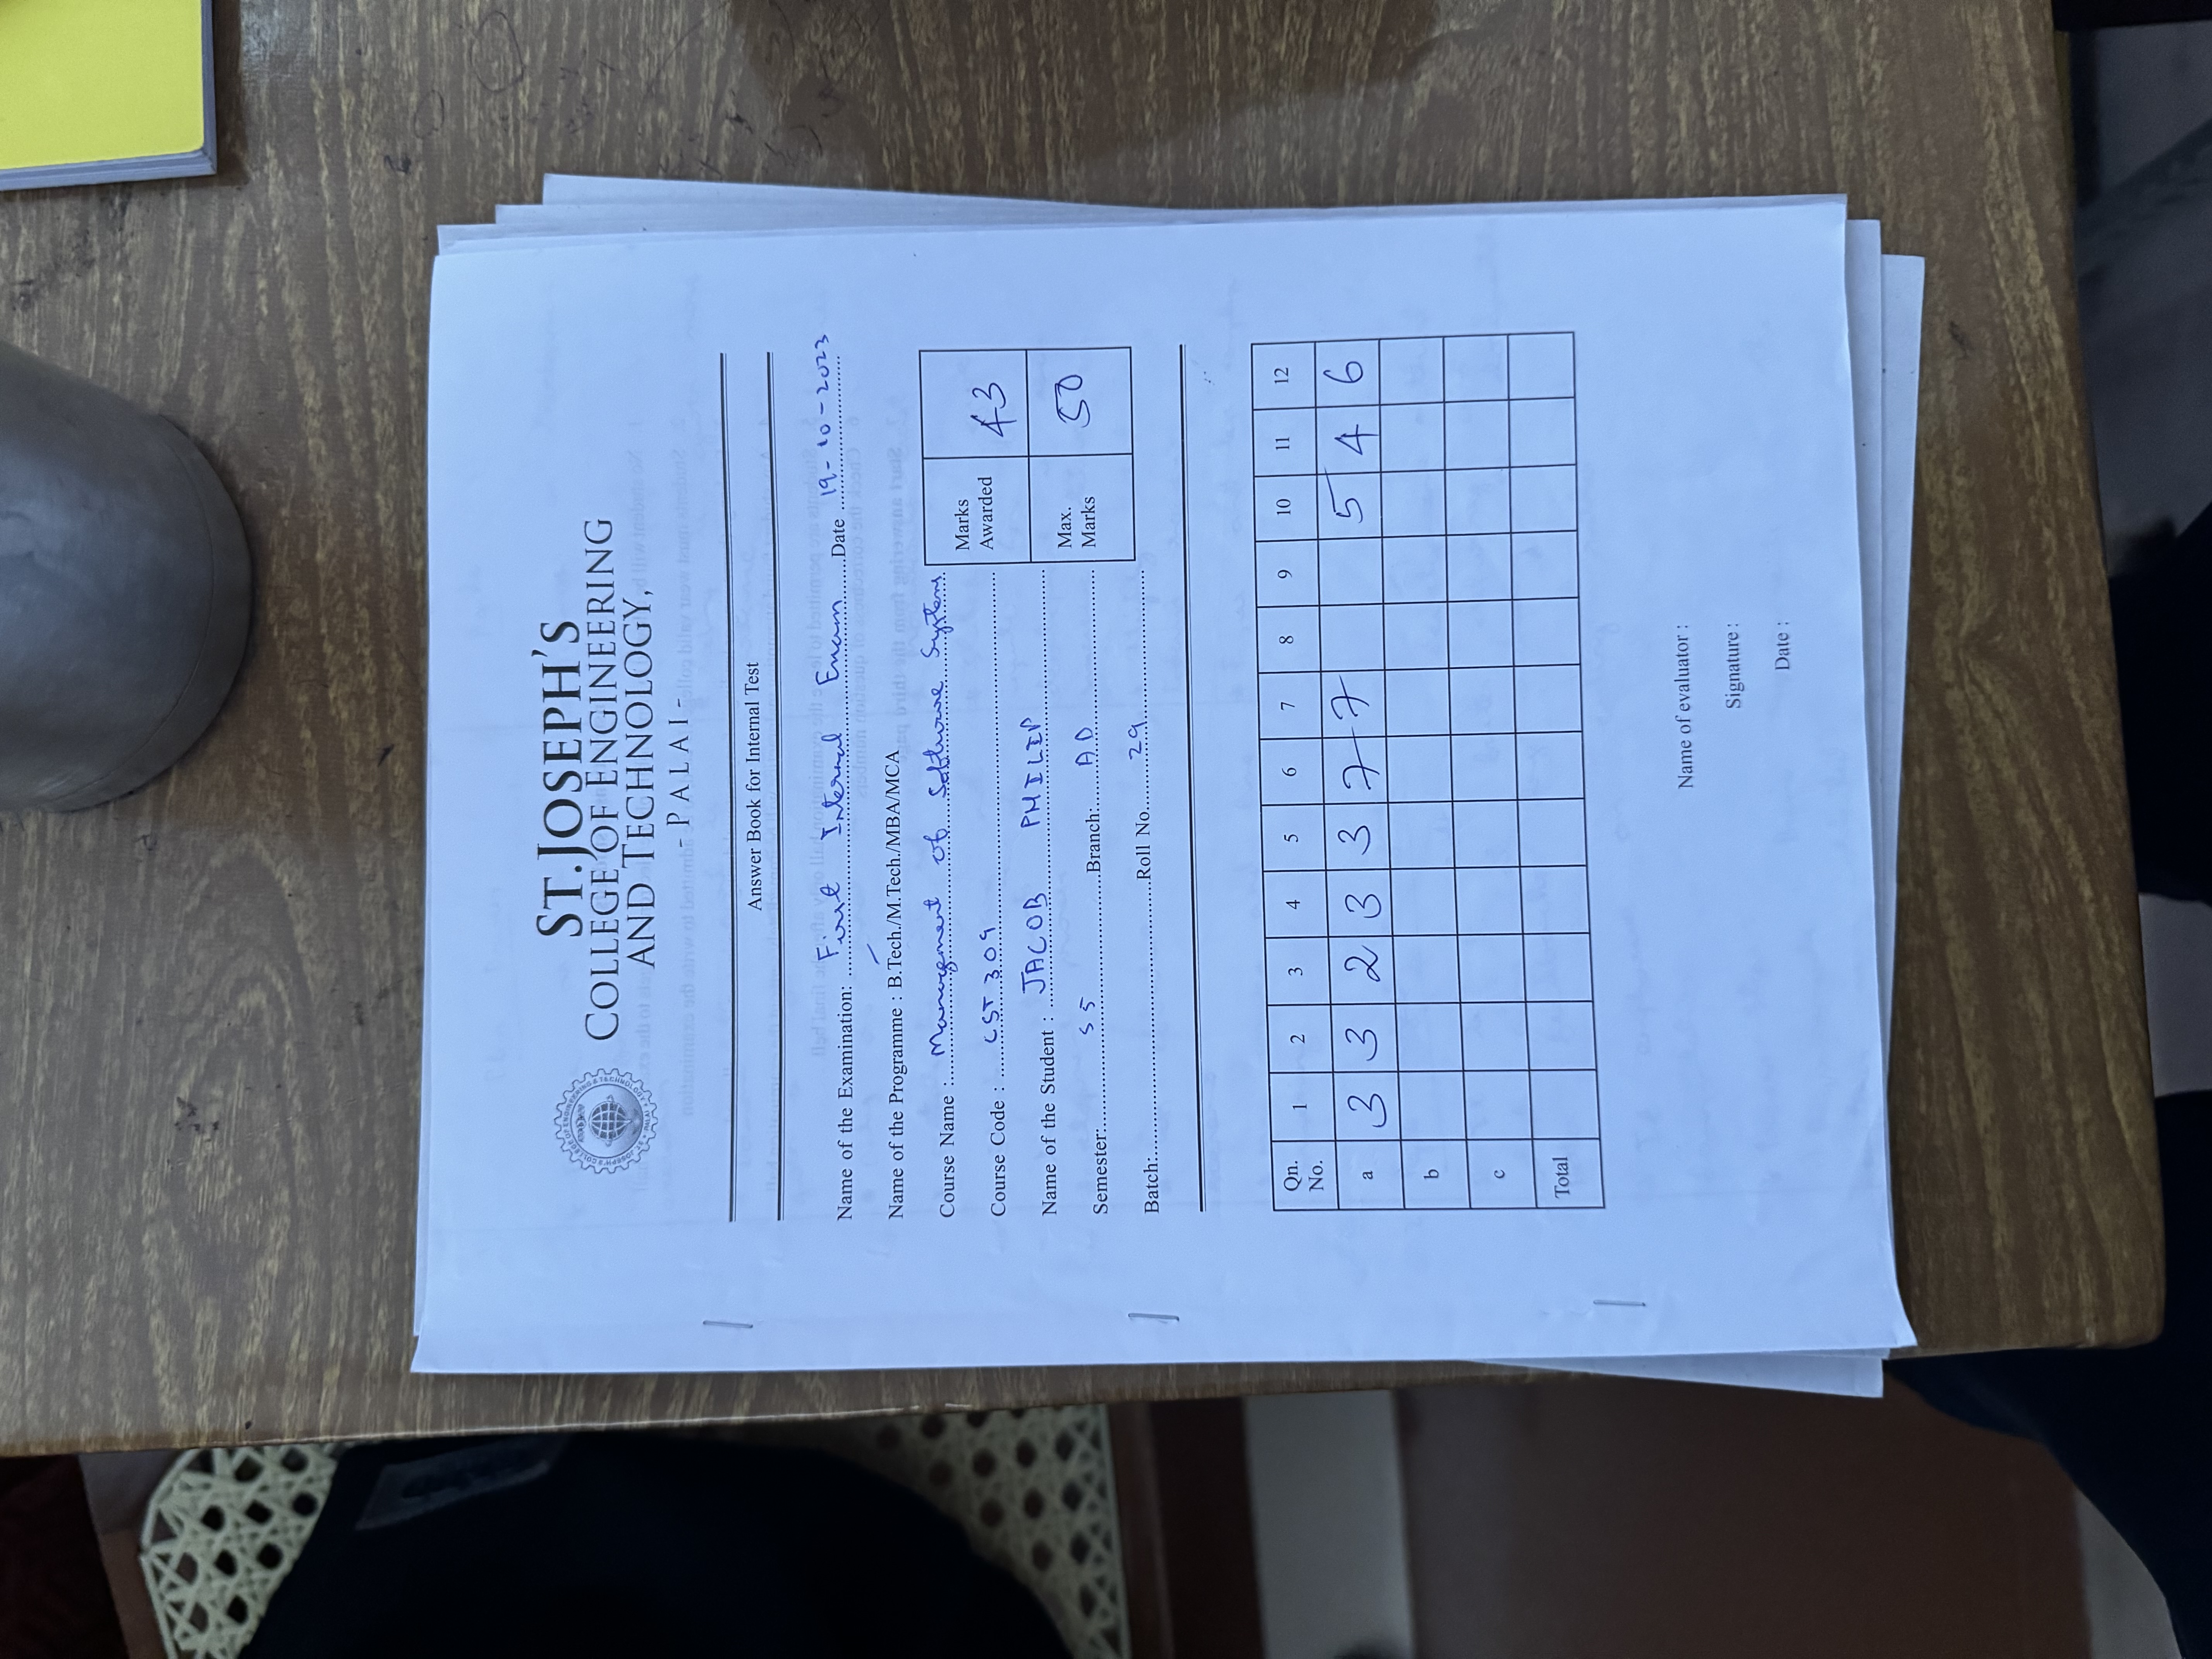 ST.JOSEPH'S
COLLEGE OF ENGINEERING
AND TECHNOLOGY,
- PALAI -
Answer Book for Internal Test
Name of the Examination: First Internal Exam Date 19-10-2023
Name of the Programme : B.Tech./M.Tech./MBA/MCA
Course Name : Management of Software Systems
Course Code : CST 309
Name of the Student : JACOB PHILIP
Semester: S5 Branch: AD
Batch: Roll No. 29
Marks Awarded 43
Max. Marks 50
Qn. No. 1 2 3 4 5 6 7 8 9 10 11 12
a 3 3 2 3 3 7 7 5 4 6
b
c
Total
Name of evaluator :
Signature :
Date :